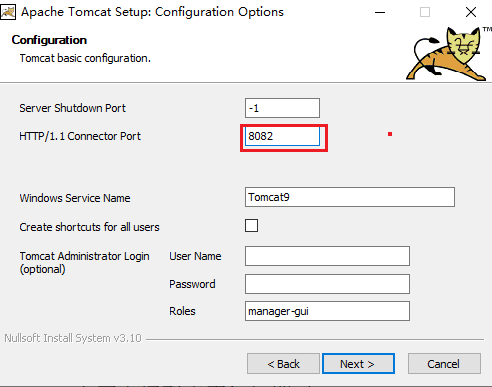 Apache Tomcat Setup: Configuration Options
Configuration
Tomcat basic configuration.
Server Shutdown Port -1
HTTP/1.1 Connector Port 8082
Windows Service Name Tomcat9
Create shortcuts for all users
Tomcat Administrator Login
(optional)
User Name
Password
Roles manager-gui
Nullsoft Install System v3.10
< Back Next > Cancel